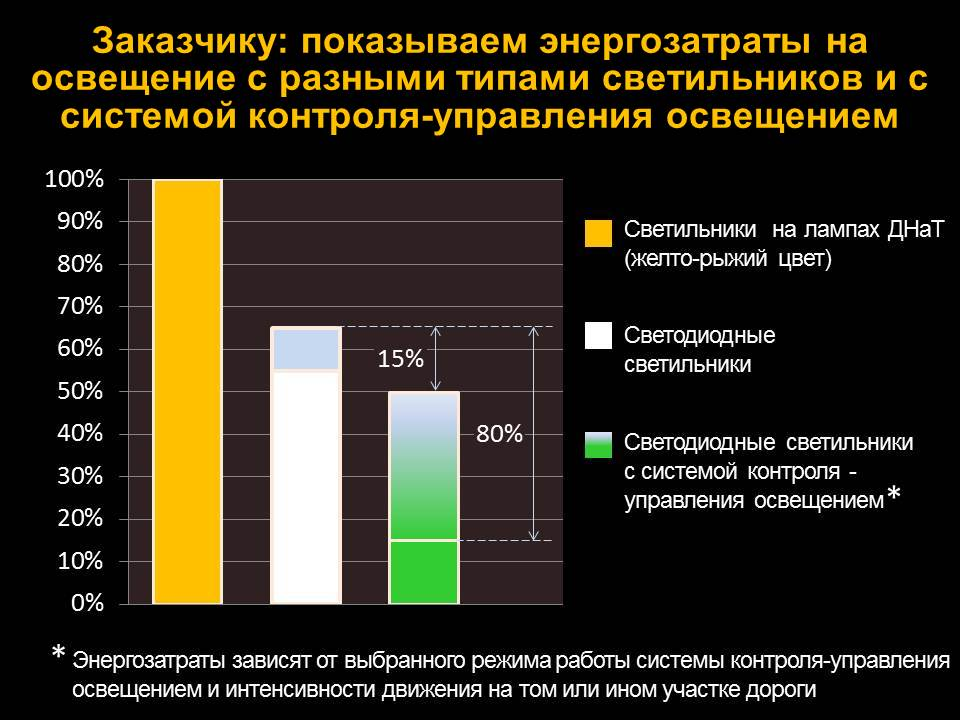 Заказчику: показываем энергозатраты на
освещение с разными типами светильников и с
системой контроля-управления освещением
100%
90%
80%
70%
60%
50%
40%
30%
20%
10%
0%
15%
80%
Светильники на лампах ДНаТ
(желто-рыжий цвет)
Светодиодные
светильники
Светодиодные светильники
с системой контроля -
управления освещением*
* Энергозатраты зависят от выбранного режима работы системы контроля-управления
освещением и интенсивности движения на том или ином участке дороги